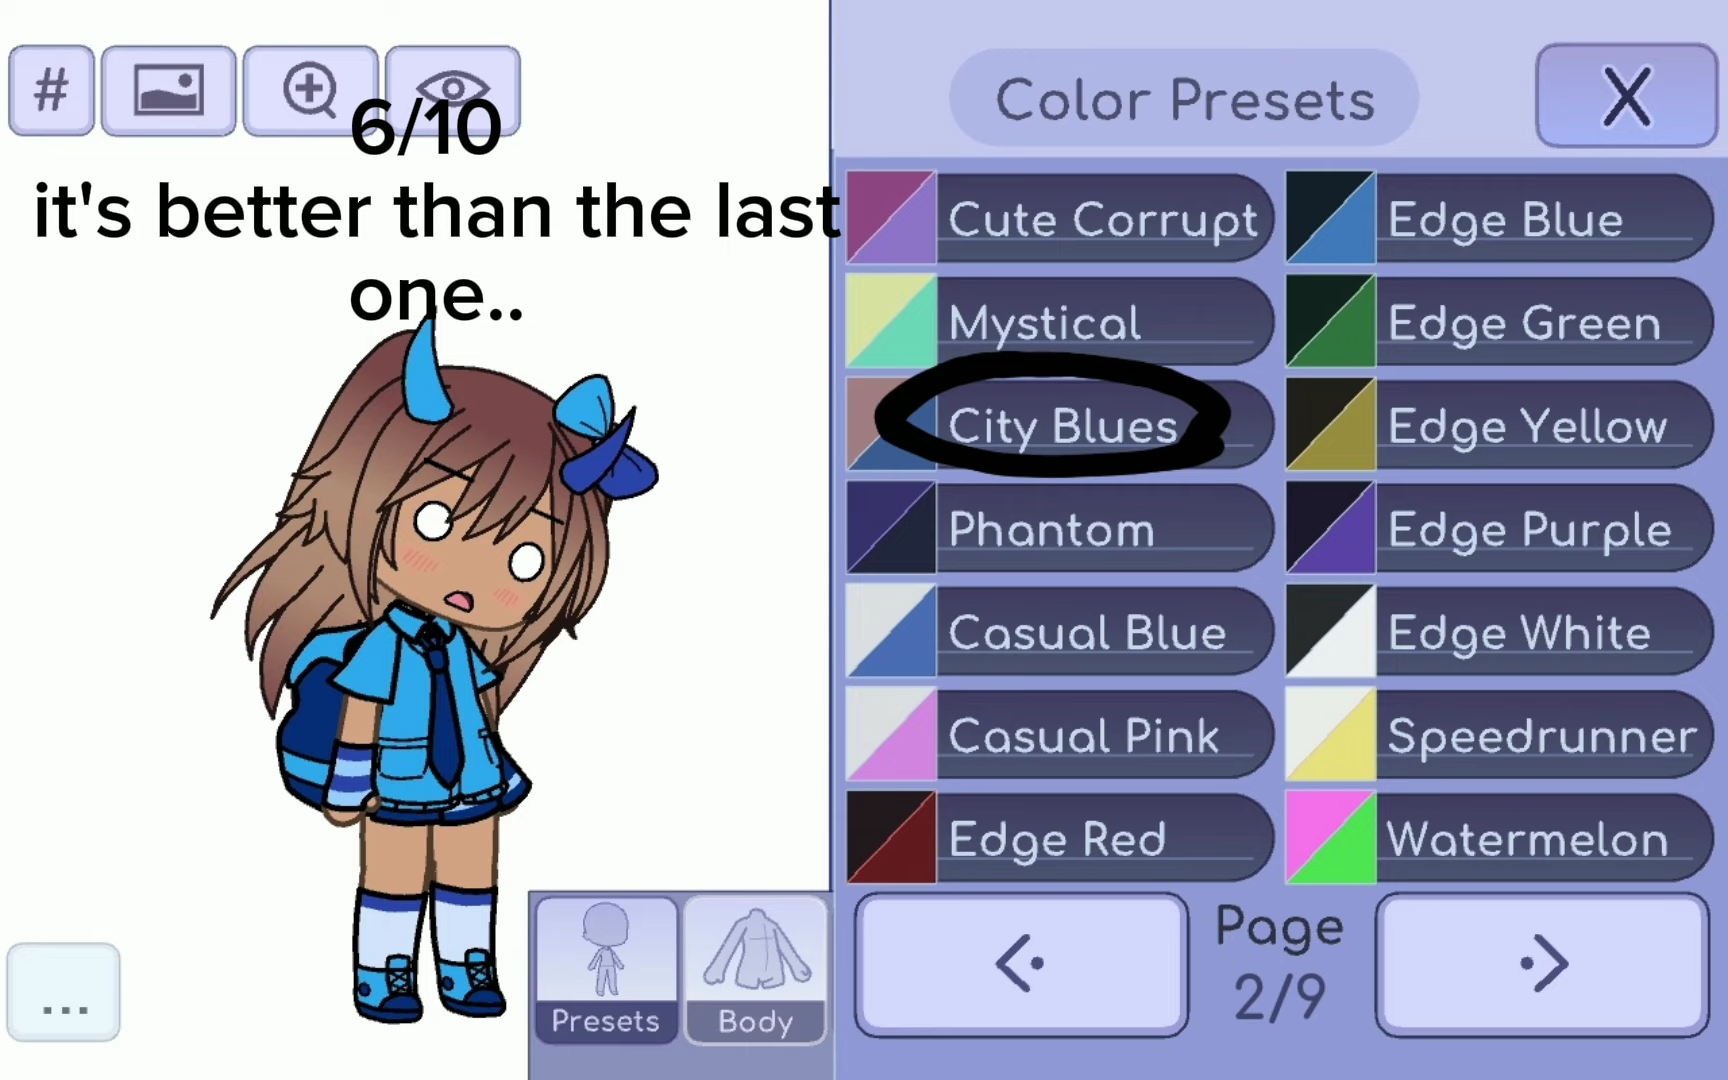 #
6/10
it's better than the last
one..
...
Presets
Body
Color Presets
X
Cute Corrupt
Edge Blue
Mystical
Edge Green
City Blues
Edge Yellow
Phantom
Edge Purple
Casual Blue
Edge White
Casual Pink
Speedrunner
Edge Red
Watermelon
Page
2/9